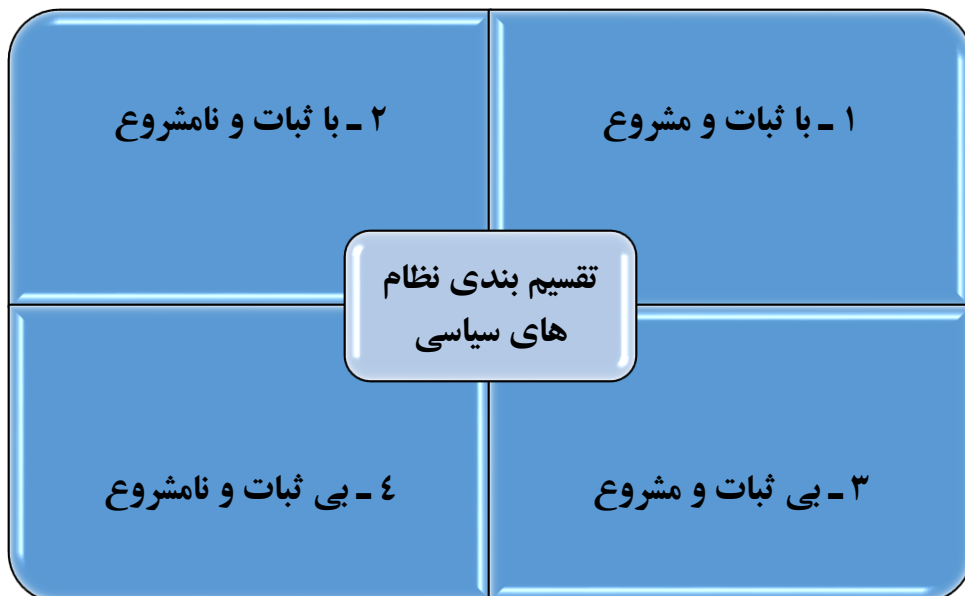 ۱ ـ با ثبات و مشروع
۲ ـ با ثبات و نامشروع
تقسیم بندی نظام
های سیاسی
۳ ـ بی ثبات و مشروع
٤ ـ بی ثبات و نامشروع